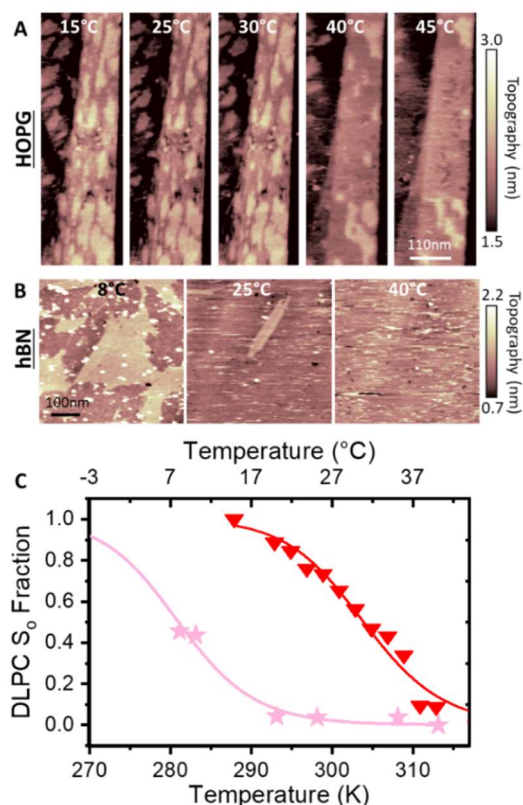 A
15°C 25°C 30°C 40°C 45°C
HOPG
110nm
3.0
Topography (nm)
1.5
B
8°C 25°C 40°C
hBN
100nm
2.2
Topography (nm)
0.7
Temperature (°C)
C
-3 7 17 27 37
DLPC So Fraction
1.0
0.8
0.6
0.4
0.2
0.0
270 280 290 300 310
Temperature (K)